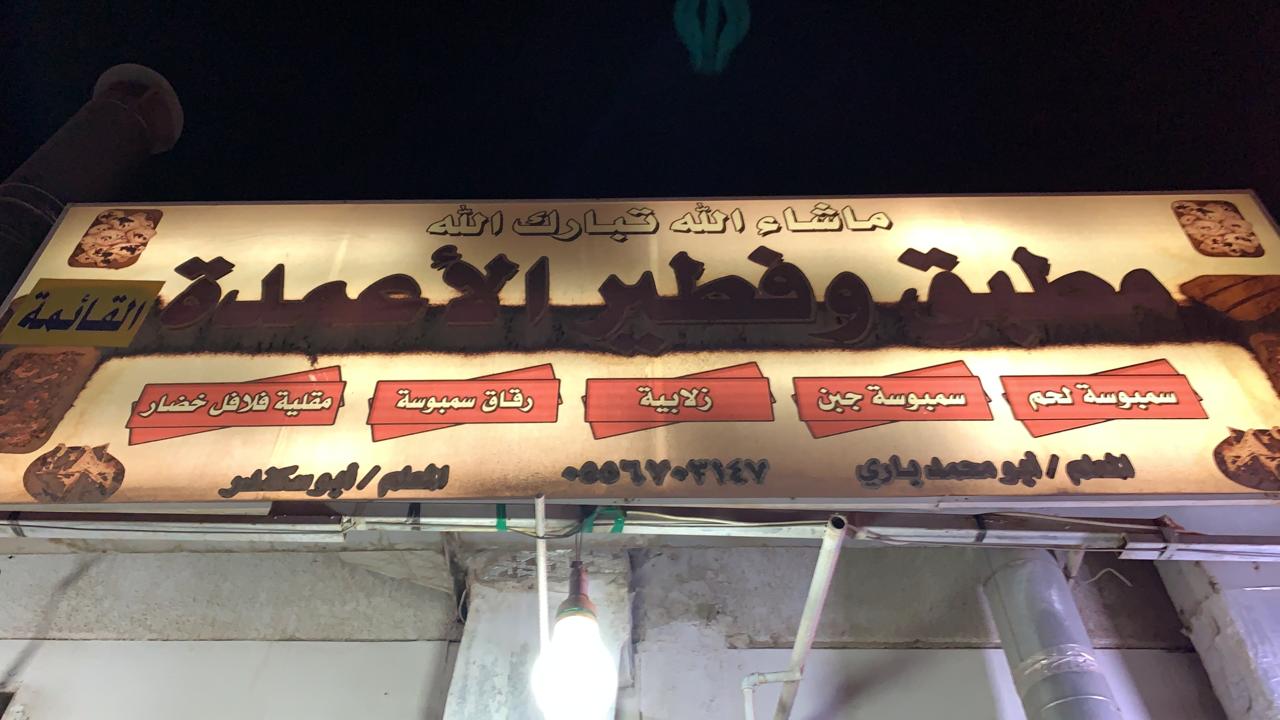 ماشاء الله تبارك الله
مطبق وفطير الأعمدة
القائمة
سمبوسة لحم
سمبوسة جبن
زلابية
رقاق سمبوسة
مقلية فلافل خضار
المعلم / أبو محمد باري
٠٥٥٦٧٠٣١٤٧
المعلم / أبو سكندر